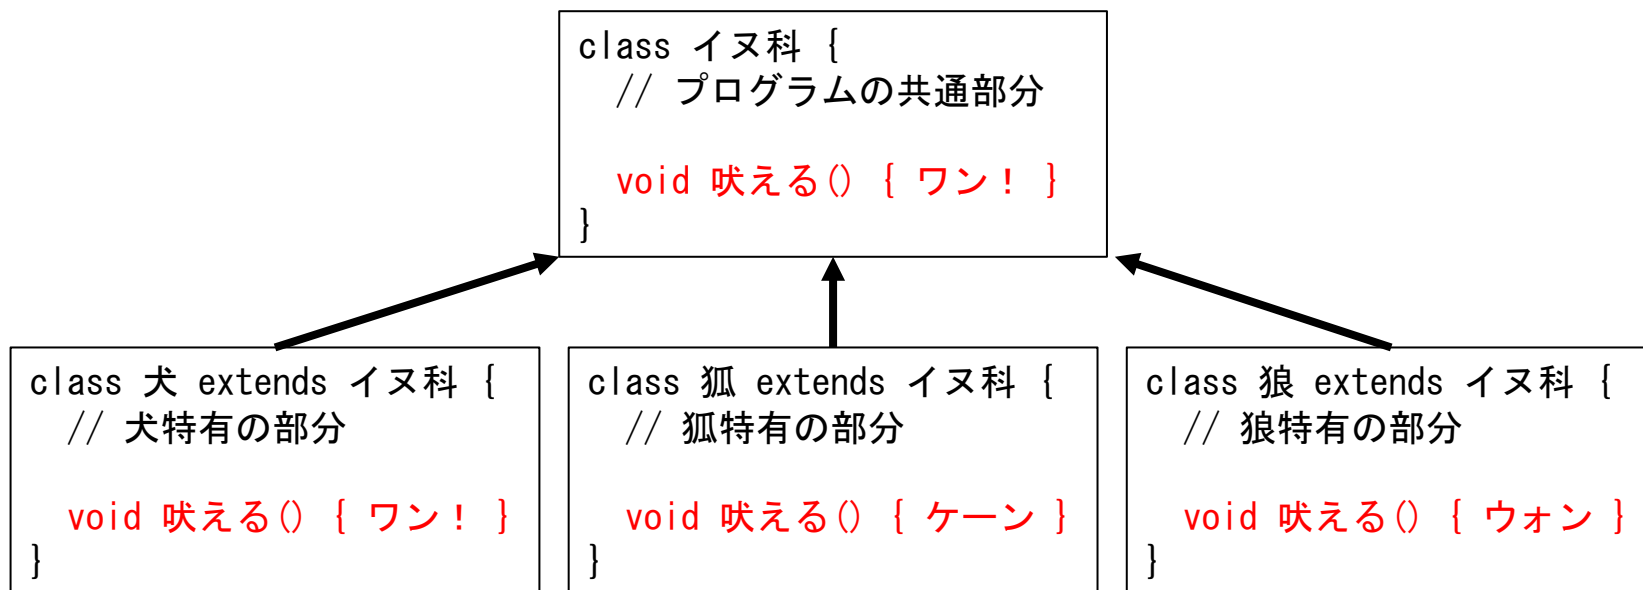 class イヌ科 {
// プログラムの共通部分
void 吠える() { ワン! }
}
class 犬 extends イヌ科 {
// 犬特有の部分
void 吠える() { ワン! }
}
class 狐 extends イヌ科 {
// 狐特有の部分
void 吠える() { ケーン }
}
class 狼 extends イヌ科 {
// 狼特有の部分
void 吠える() { ウォン }
}